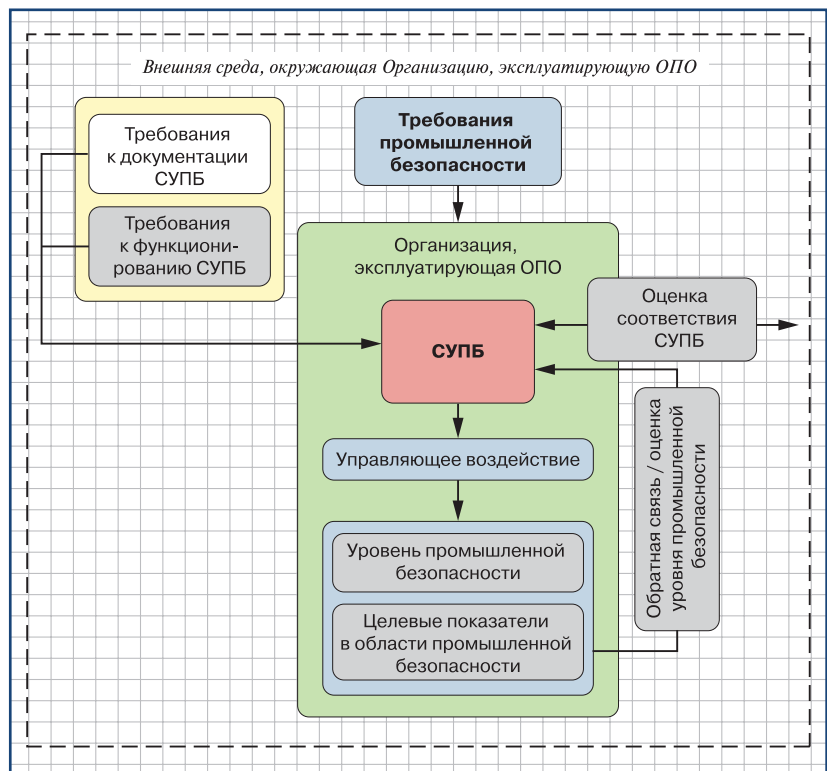 Внешняя среда, окружающая Организацию, эксплуатирующую ОПО
Требования
к документации
СУПБ
Требования
к функциони-
рованию СУПБ
Требования
промышленной
безопасности
Организация,
эксплуатирующая ОПО
СУПБ
Оценка
соответствия
СУПБ
Управляющее воздействие
Уровень промышленной
безопасности
Целевые показатели
в области промышленной
безопасности
Обратная связь / оценка
уровня промышленной
безопасности